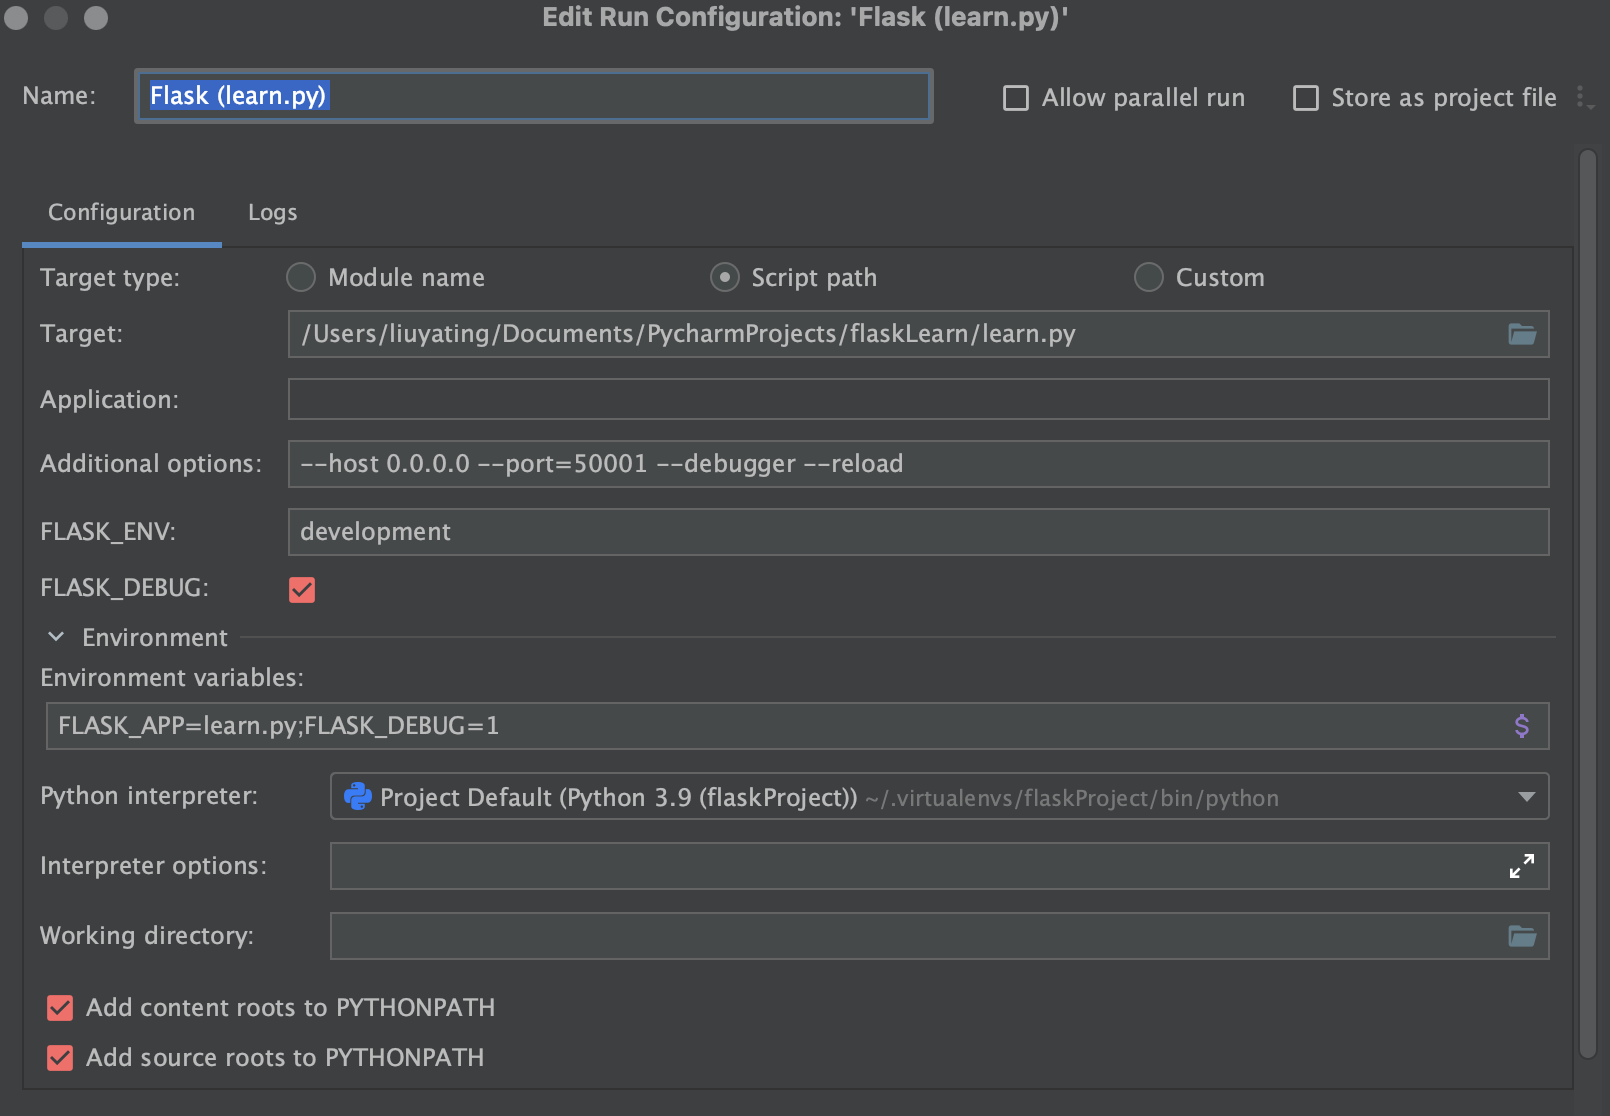 Edit Run Configuration: 'Flask (learn.py)'
Name: Flask (learn.py) Allow parallel run Store as project file
Configuration Logs
Target type: Module name Script path Custom
Target: /Users/liuyating/Documents/PycharmProjects/flaskLearn/learn.py
Application:
Additional options: --host 0.0.0.0 --port=50001 --debugger --reload
FLASK_ENV: development
FLASK_DEBUG:
Environment
Environment variables:
FLASK_APP=learn.py;FLASK_DEBUG=1 $
Python interpreter: Project Default (Python 3.9 (flaskProject)) ~/.virtualenvs/flaskProject/bin/python
Interpreter options:
Working directory:
Add content roots to PYTHONPATH
Add source roots to PYTHONPATH